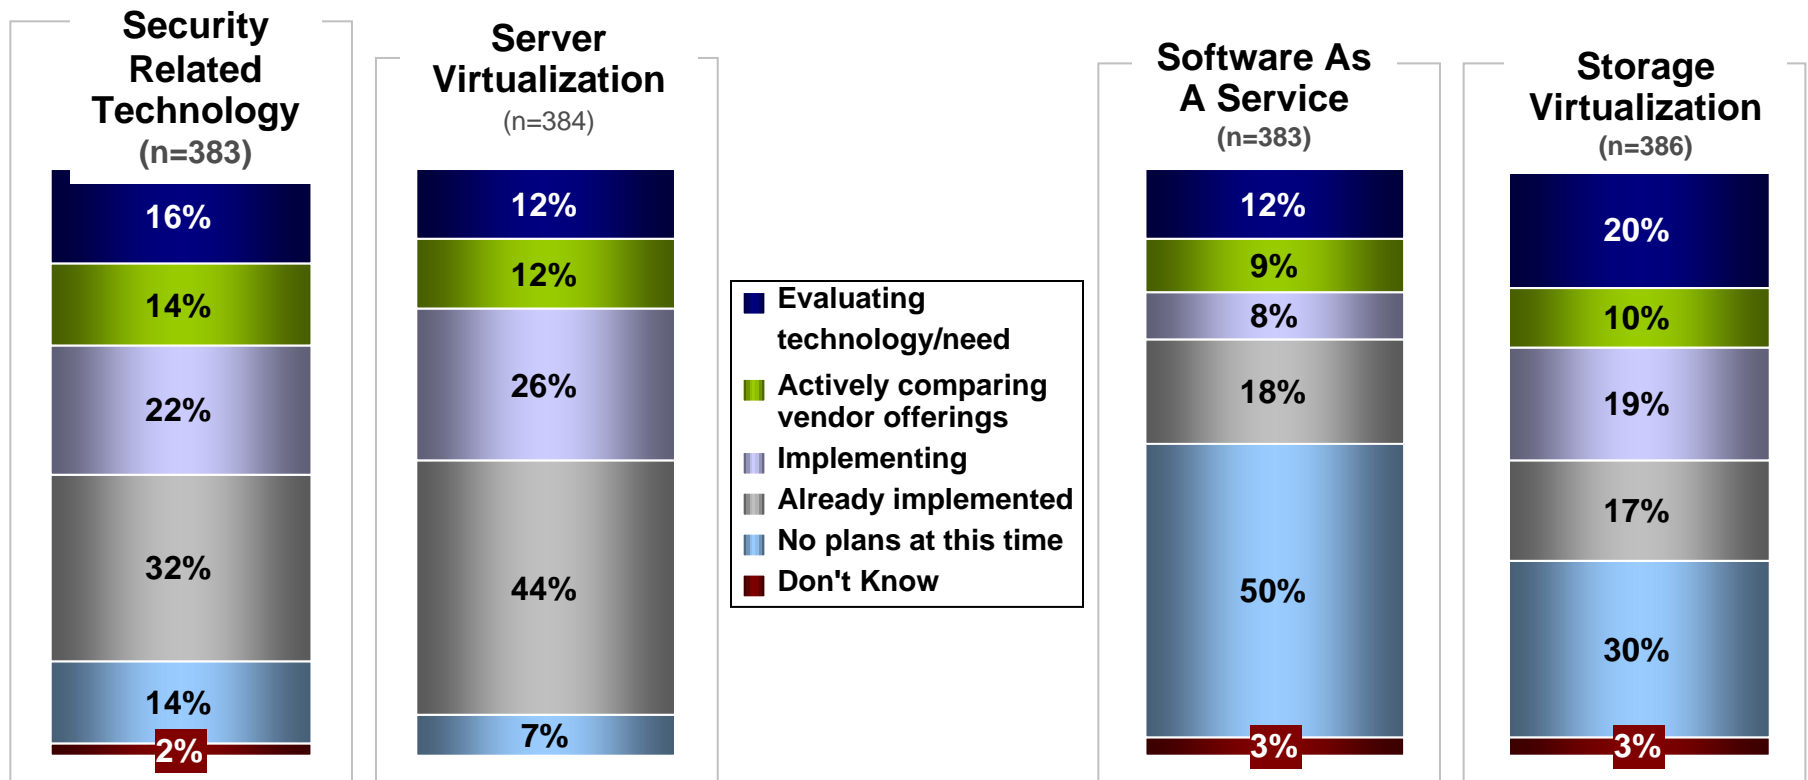 Security
Related
Technology
(n=383)
16%
14%
22%
32%
14%
2%
Server
Virtualization
(n=384)
12%
12%
26%
44%
7%
Evaluating
technology/need
Actively comparing
vendor offerings
Implementing
Already implemented
No plans at this time
Don't Know
Software As
A Service
(n=383)
12%
9%
8%
18%
50%
3%
Storage
Virtualization
(n=386)
20%
10%
19%
17%
30%
3%